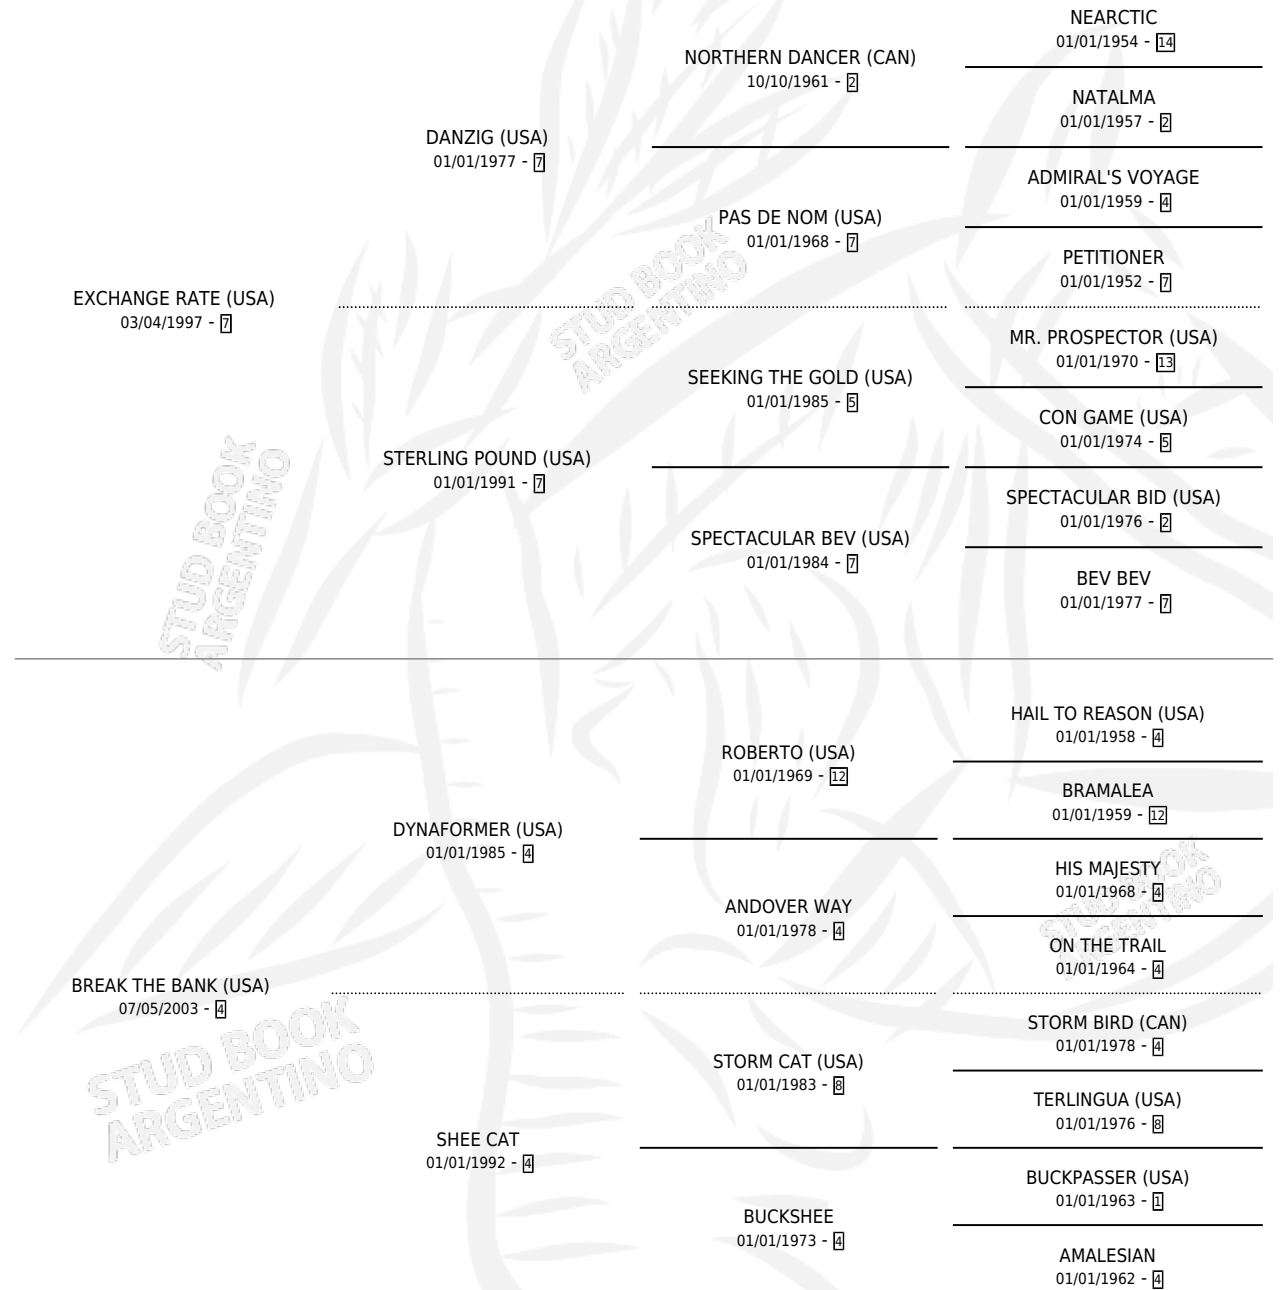 NEARCTIC
01/01/1954 - 14
NORTHERN DANCER (CAN)
10/10/1961 - 2
NATALMA
01/01/1957 - 2
DANZIG (USA)
01/01/1977 - 7
ADMIRAL'S VOYAGE
01/01/1959 - 4
PAS DE NOM (USA)
01/01/1968 - 7
PETITIONER
01/01/1952 - 7
EXCHANGE RATE (USA)
03/04/1997 - 7
MR. PROSPECTOR (USA)
01/01/1970 - 13
SEEKING THE GOLD (USA)
01/01/1985 - 5
CON GAME (USA)
01/01/1974 - 5
STERLING POUND (USA)
01/01/1991 - 7
SPECTACULAR BID (USA)
01/01/1976 - 2
SPECTACULAR BEV (USA)
01/01/1984 - 7
BEV BEV
01/01/1977 - 7
HAIL TO REASON (USA)
01/01/1958 - 4
ROBERTO (USA)
01/01/1969 - 12
BRAMALEA
01/01/1959 - 12
DYNAFORMER (USA)
01/01/1985 - 4
HIS MAJESTY
01/01/1968 - 4
ANDOVER WAY
01/01/1978 - 4
ON THE TRAIL
01/01/1964 - 4
BREAK THE BANK (USA)
07/05/2003 - 4
STORM BIRD (CAN)
01/01/1978 - 4
STORM CAT (USA)
01/01/1983 - 8
TERLINGUA (USA)
01/01/1976 - 8
SHEE CAT
01/01/1992 - 4
BUCKPASSER (USA)
01/01/1963 - 1
BUCKSHEE
01/01/1973 - 4
AMALESIAN
01/01/1962 - 4
STUD BOOK
ARGENTINO
STUD BOOK
ARGENTINO
STUD BOOK
ARGENTINO
STUD BOOK
ARGENTINO